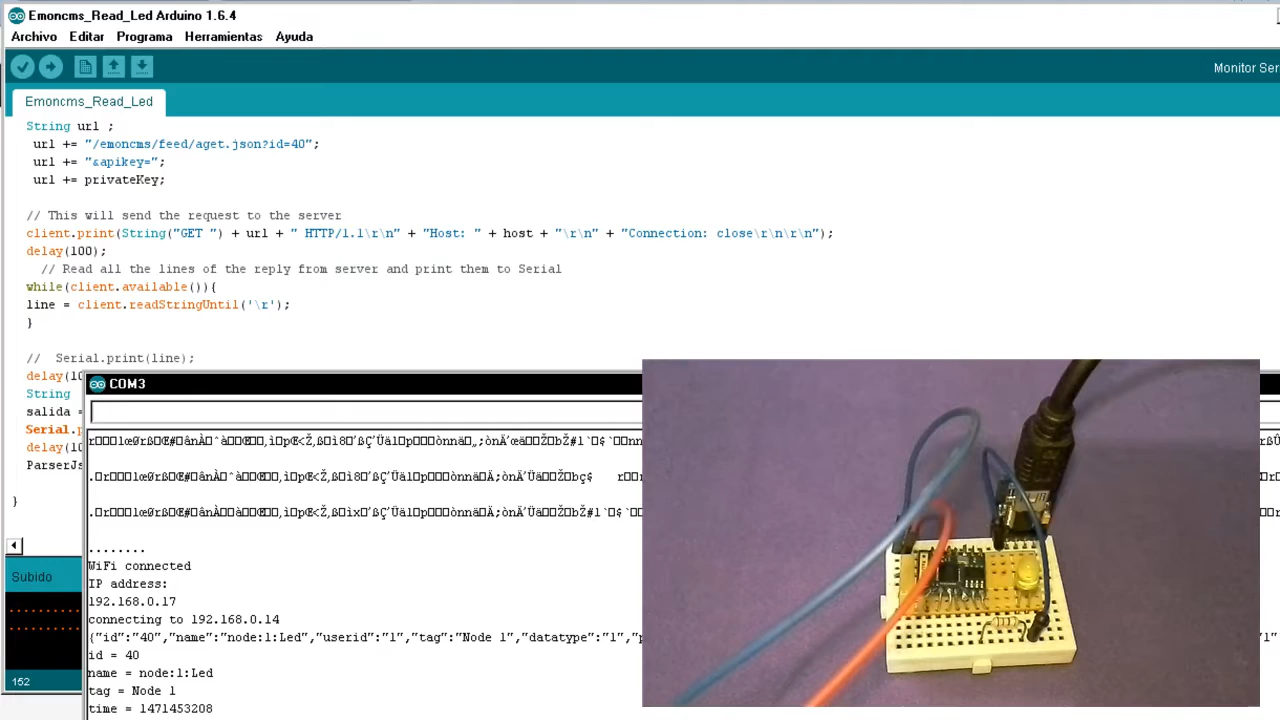 Emoncms_Read_Led Arduino 1.6.4
Archivo Editar Programa Herramientas Ayuda
Monitor Ser
Emoncms_Read_Led
String url ;
url += "/emoncms/feed/aget.json?id=40";
url += "&apikey=";
url += privateKey;
// This will send the request to the server
client.print(String("GET ") + url + " HTTP/1.1\r\n" + "Host: " + host + "\r\n" + "Connection: close\r\n\r\n");
delay(100);
// Read all the lines of the reply from server and print them to Serial
while(client.available()){
line = client.readStringUntil('\r');
}
// Serial.print(line);
delay(10
String
salida =
Serial.p
delay(10
ParserJs
}
Subido
152
COM3
........
WiFi connected
IP address:
192.168.0.17
connecting to 192.168.0.14
{"id":"40","name":"node:1:Led","userid":"1","tag":"Node 1","datatype":"1","p
id = 40
name = node:1:Led
tag = Node 1
time = 1471453208